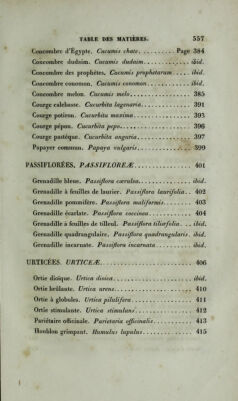 TABLE DES MATIÈRES. 557
Concombre d'Égypte. Cucumis chate.......... Page 384
Concombre dudaim. Cucumis dudaim............ ibid.
Concombre des prophètes. Cucumis prophetarum.... ibid.
Concombre conomon. Cucumis conomon........... ibid.
Concombre melon. Cucumis melo................ 385
Courge calebasse. Cucurbita lagenaria............ 391
Courge potiron. Cucurbita maxima.............. 393
Courge pépon. Cucurbita pepo.................. 396
Courge pastèque. Cucurbita anguria............. 397
Papayer commun. Papaya vulgaris.............. 399
PASSIFLORÉES. PASSIFLOREÆ................. 401
Grenadille bleue. Passiflora cærulea............. ibid.
Grenadille à feuilles de laurier. Passiflora laurifolia.. 402
Grenadille pommifère. Passiflora maliformis....... 403
Grenadille écarlate. Passiflora coccinea........... 404
Grenadille à feuilles de tilleul. Passiflora tiliæfolia... ibid.
Grenadille quadrangulaire. Passiflora quadrangularis. ibid.
Grenadille incarnate. Passiflora incarnata.......... ibid.
URTICÉES. URTICEÆ........................ 406
Ortie dioïque. Urtica dioica.................... ibid.
Ortie brûlante. Urtica urens................... 410
Ortie à globules. Urtica pilulifera............... 411
Ortie stimulante. Urtica stimulans.............. 412
Pariétaire officinale. Parietaria officinalis.......... 413
Houblon grimpant. Humulus lupulus............ 415